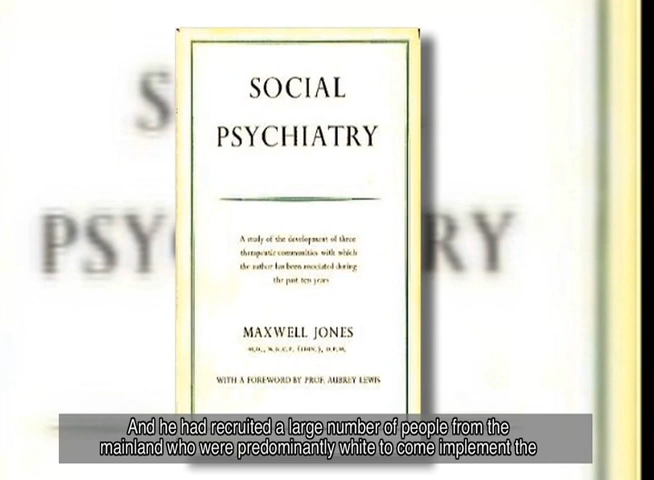 SOCIAL
PSYCHIATRY
A study of the development of three
therapeutic communities with which
the author has been associated during
the past ten years
MAXWELL JONES
M.D., M.R.C.P. (EDIN.), D.P.M.
WITH A FOREWORD BY PROF. AUBREY LEWIS
And he had recruited a large number of people from the
mainland who were predominantly white to come implement the